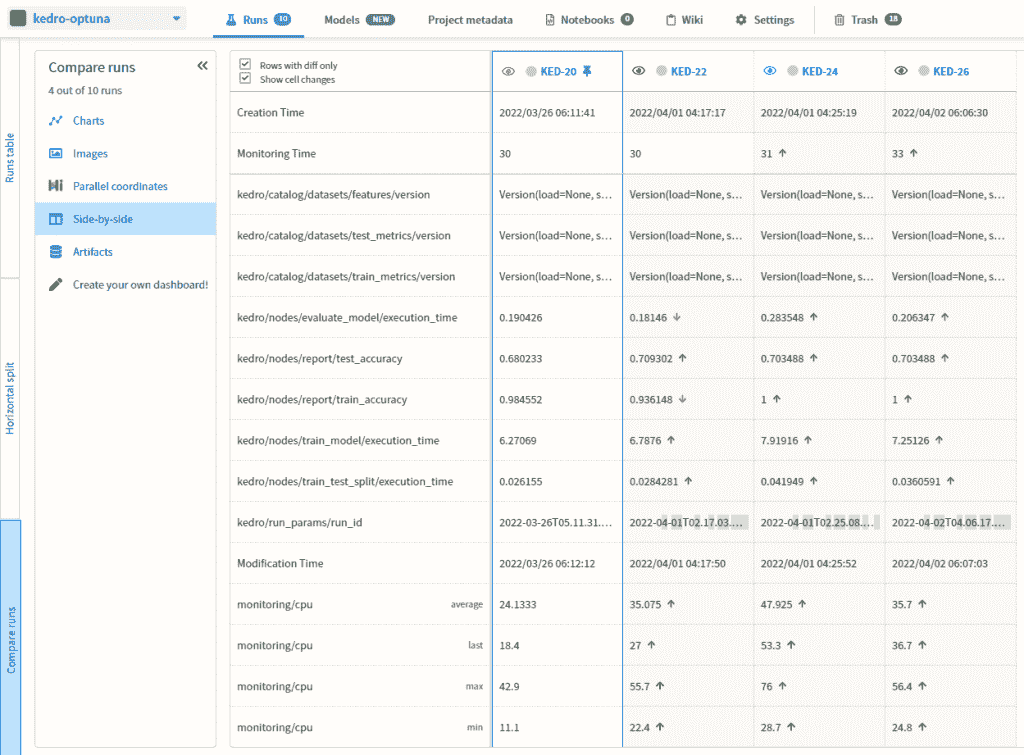 kedro-optuna Runs 10 Models NEW Project metadata Notebooks 0 Wiki Settings Trash 18
Runs table
Horizontal split
Compare runs
Compare runs
4 out of 10 runs
Charts
Images
Parallel coordinates
Side-by-side
Artifacts
Create your own dashboard!
Rows with diff only
Show cell changes
KED-20 KED-22 KED-24 KED-26
Creation Time 2022/03/26 06:11:41 2022/04/01 04:17:17 2022/04/01 04:25:19 2022/04/02 06:06:30
Monitoring Time 30 30 31 ↑ 33 ↑
kedro/catalog/datasets/features/version Version(load=None, s... Version(load=None, s... Version(load=None, s... Version(load=None, s...
kedro/catalog/datasets/test_metrics/version Version(load=None, s... Version(load=None, s... Version(load=None, s... Version(load=None, s...
kedro/catalog/datasets/train_metrics/version Version(load=None, s... Version(load=None, s... Version(load=None, s... Version(load=None, s...
kedro/nodes/evaluate_model/execution_time 0.190426 0.18146 ↓ 0.283548 ↑ 0.206347 ↑
kedro/nodes/report/test_accuracy 0.680233 0.709302 ↑ 0.703488 ↑ 0.703488 ↑
kedro/nodes/report/train_accuracy 0.984552 0.936148 ↓ 1 ↑ 1 ↑
kedro/nodes/train_model/execution_time 6.27069 6.7876 ↑ 7.91916 ↑ 7.25126 ↑
kedro/nodes/train_test_split/execution_time 0.026155 0.0284281 ↑ 0.041949 ↑ 0.0360591 ↑
kedro/run_params/run_id 2022-03-26T05.11.31.... 2022-04-01T02.17.03.... 2022-04-01T02.25.08.... 2022-04-02T04.06.17....
Modification Time 2022/03/26 06:12:12 2022/04/01 04:17:50 2022/04/01 04:25:52 2022/04/02 06:07:03
monitoring/cpu average 24.1333 35.075 ↑ 47.925 ↑ 35.7 ↑
monitoring/cpu last 18.4 27 ↑ 53.3 ↑ 36.7 ↑
monitoring/cpu max 42.9 55.7 ↑ 76 ↑ 56.4 ↑
monitoring/cpu min 11.1 22.4 ↑ 28.7 ↑ 24.8 ↑